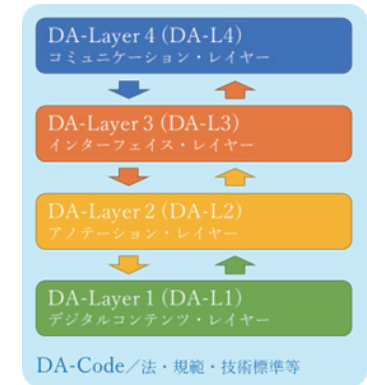 DA-Layer 4 (DA-L4)
コミュニケーション・レイヤー
DA-Layer 3 (DA-L3)
インターフェイス・レイヤー
DA-Layer 2 (DA-L2)
アノテーション・レイヤー
DA-Layer 1 (DA-L1)
デジタルコンテンツ・レイヤー
DA-Code／法・規範・技術標準等